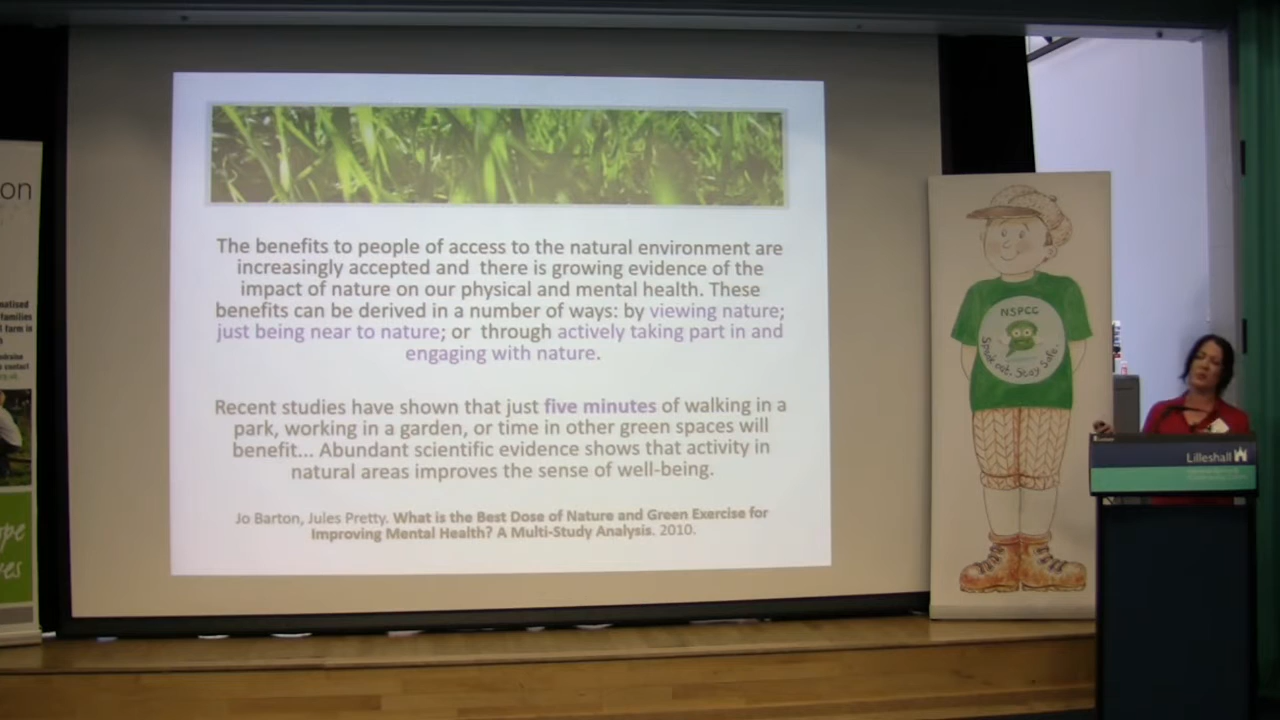 on
The benefits to people of access to the natural environment are
increasingly accepted and there is growing evidence of the
impact of nature on our physical and mental health. These
benefits can be derived in a number of ways: by viewing nature;
just being near to nature; or through actively taking part in and
engaging with nature.
Recent studies have shown that just five minutes of walking in a
park, working in a garden, or time in other green spaces will
benefit... Abundant scientific evidence shows that activity in
natural areas improves the sense of well-being.
Jo Barton, Jules Pretty. What is the Best Dose of Nature and Green Exercise for
Improving Mental Health? A Multi-Study Analysis. 2010.
families
farm in
contact
NSPCC
Speak out. Stay Safe.
Lilleshall